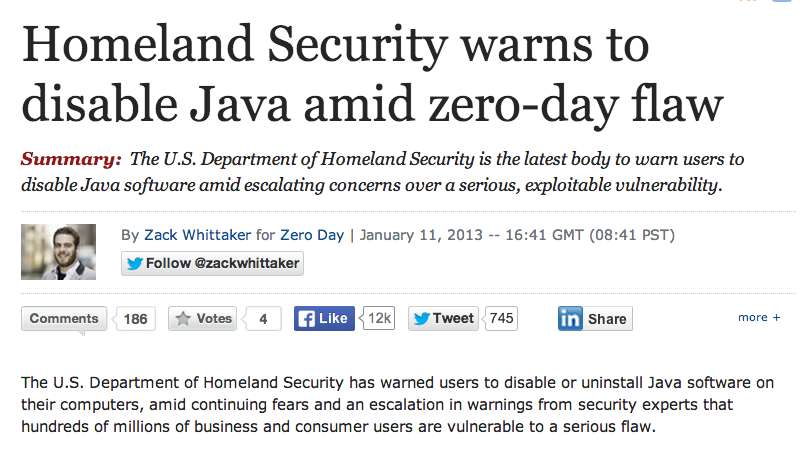 Homeland Security warns to
disable Java amid zero-day flaw
Summary: The U.S. Department of Homeland Security is the latest body to warn users to
disable Java software amid escalating concerns over a serious, exploitable vulnerability.
By Zack Whittaker for Zero Day | January 11, 2013 -- 16:41 GMT (08:41 PST)
Follow @zackwhittaker
Comments 186 Votes 4 Like 12k Tweet 745 in Share more +
The U.S. Department of Homeland Security has warned users to disable or uninstall Java software on
their computers, amid continuing fears and an escalation in warnings from security experts that
hundreds of millions of business and consumer users are vulnerable to a serious flaw.